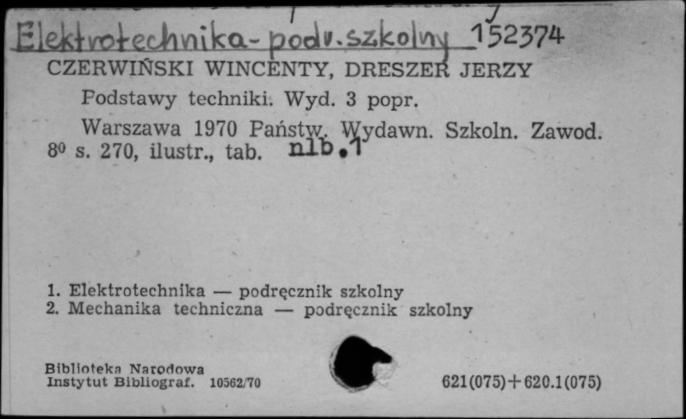 Elektrotechnika-podr.szkolny 152374
CZERWIŃSKI WINCENTY, DRESZER JERZY
Podstawy techniki. Wyd. 3 popr.
Warszawa 1970 Państw. Wydawn. Szkoln. Zawod.
8⁰ s. 270, ilustr., tab. nlb.1
1. Elektrotechnika — podręcznik szkolny
2. Mechanika techniczna — podręcznik szkolny
Biblioteka Narodowa
Instytut Bibliograf. 10562/70
621(075)+620.1(075)